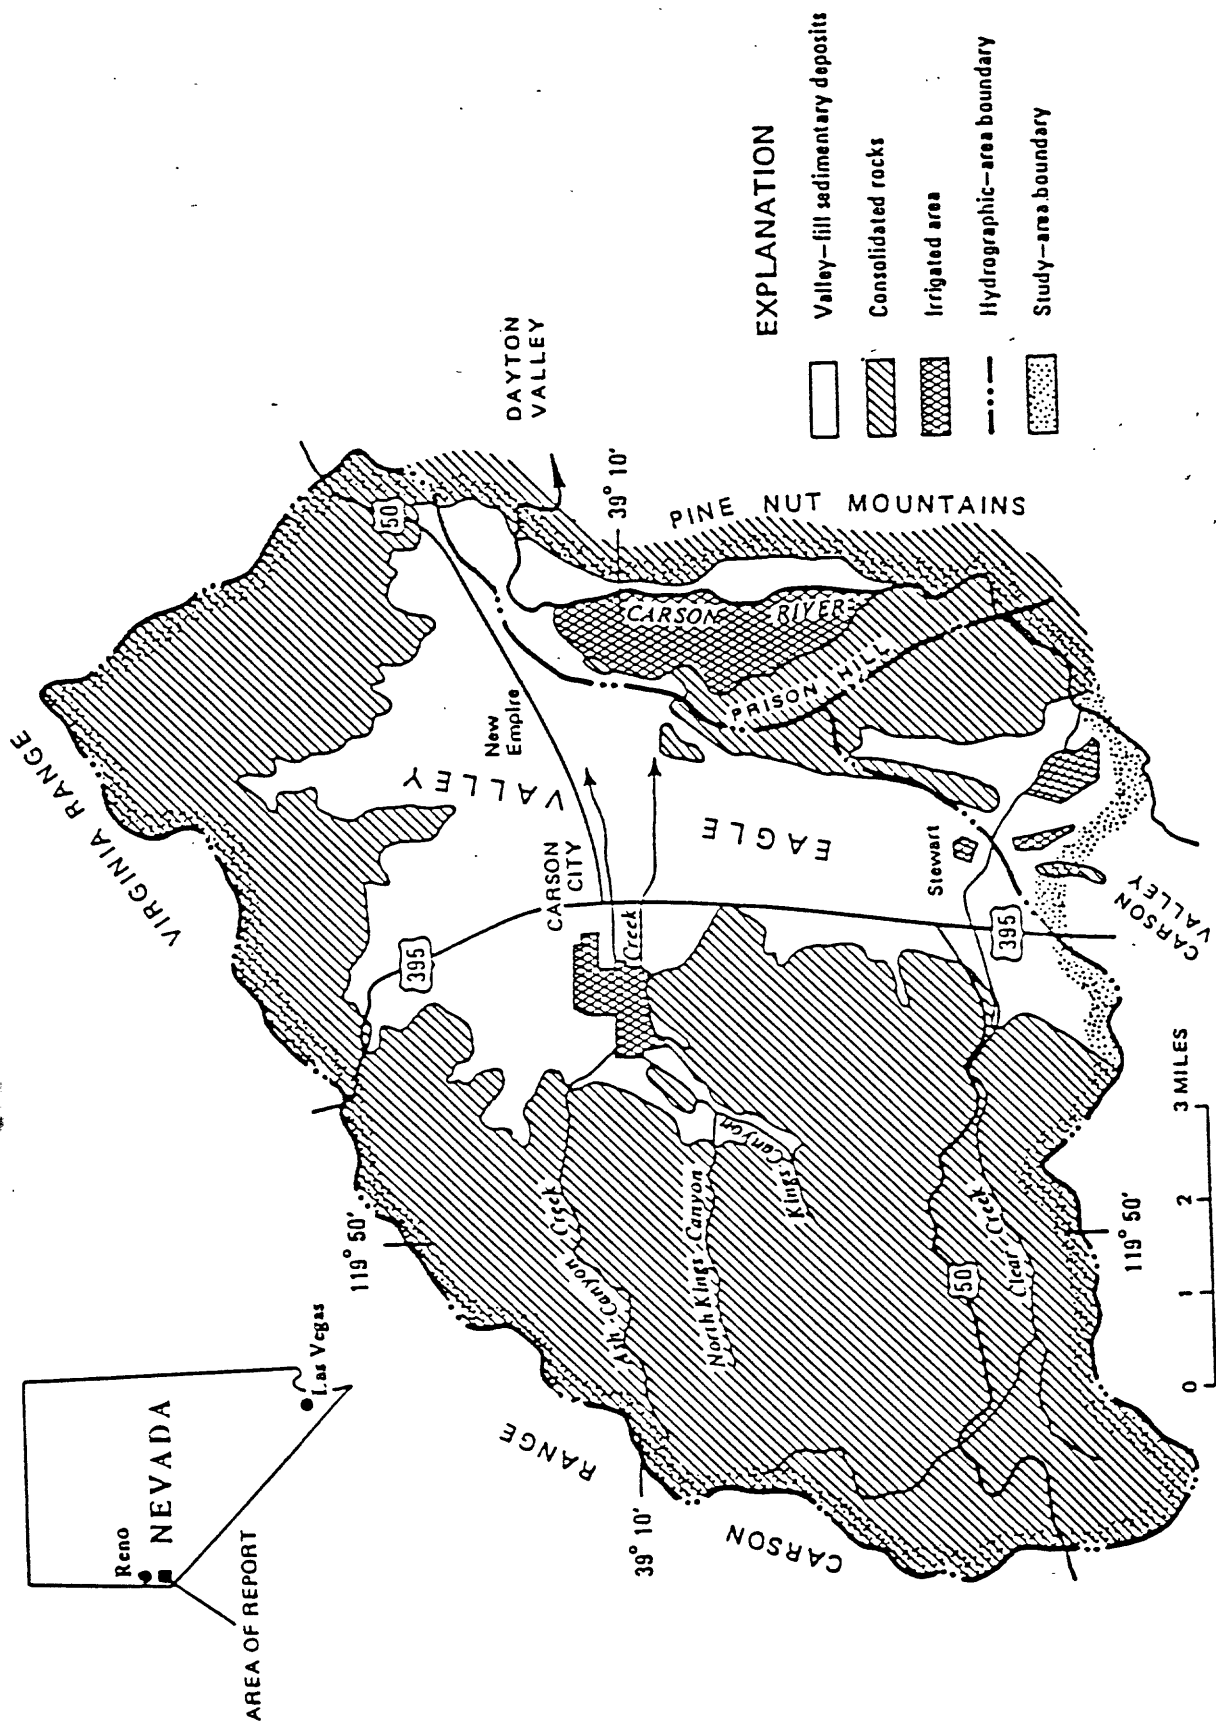 Reno
NEVADA
Las Vegas
AREA OF REPORT
VIRGINIA RANGE
CARSON
RANGE
119° 50'
39° 10'
395
50
DAYTON
VALLEY
39° 10'
PINE NUT MOUNTAINS
New
Empire
EAGLE
VALLEY
CARSON
CITY
Creek
CARSON RIVER
PRISON HILL
Ash Canyon Creek
North Kings Canyon
Kings Canyon
Stewart
395
50
Clear Creek
CARSON
VALLEY
119° 50'
0 1 2 3 MILES
EXPLANATION
Valley-fill sedimentary deposits
Consolidated rocks
Irrigated area
Hydrographic-area boundary
Study-area boundary